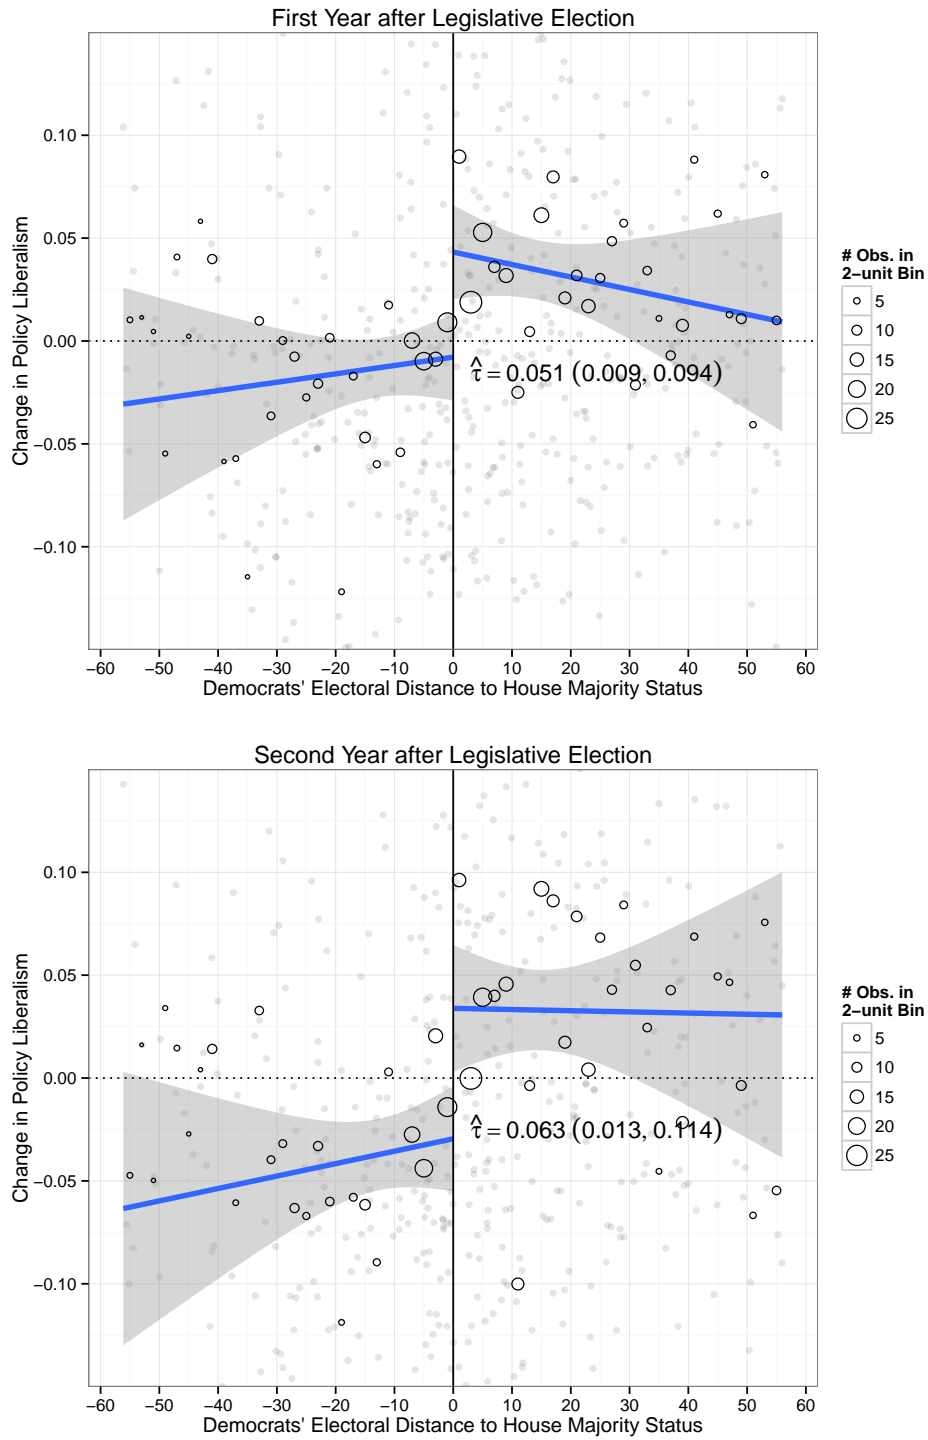 First Year after Legislative Election
Change in Policy Liberalism
0.10
0.05
0.00
−0.05
−0.10
τ̂ = 0.051 (0.009, 0.094)
−60 −50 −40 −30 −20 −10 0 10 20 30 40 50 60
Democrats' Electoral Distance to House Majority Status
# Obs. in
2−unit Bin
5
10
15
20
25
Second Year after Legislative Election
Change in Policy Liberalism
0.10
0.05
0.00
−0.05
−0.10
τ̂ = 0.063 (0.013, 0.114)
−60 −50 −40 −30 −20 −10 0 10 20 30 40 50 60
Democrats' Electoral Distance to House Majority Status
# Obs. in
2−unit Bin
5
10
15
20
25